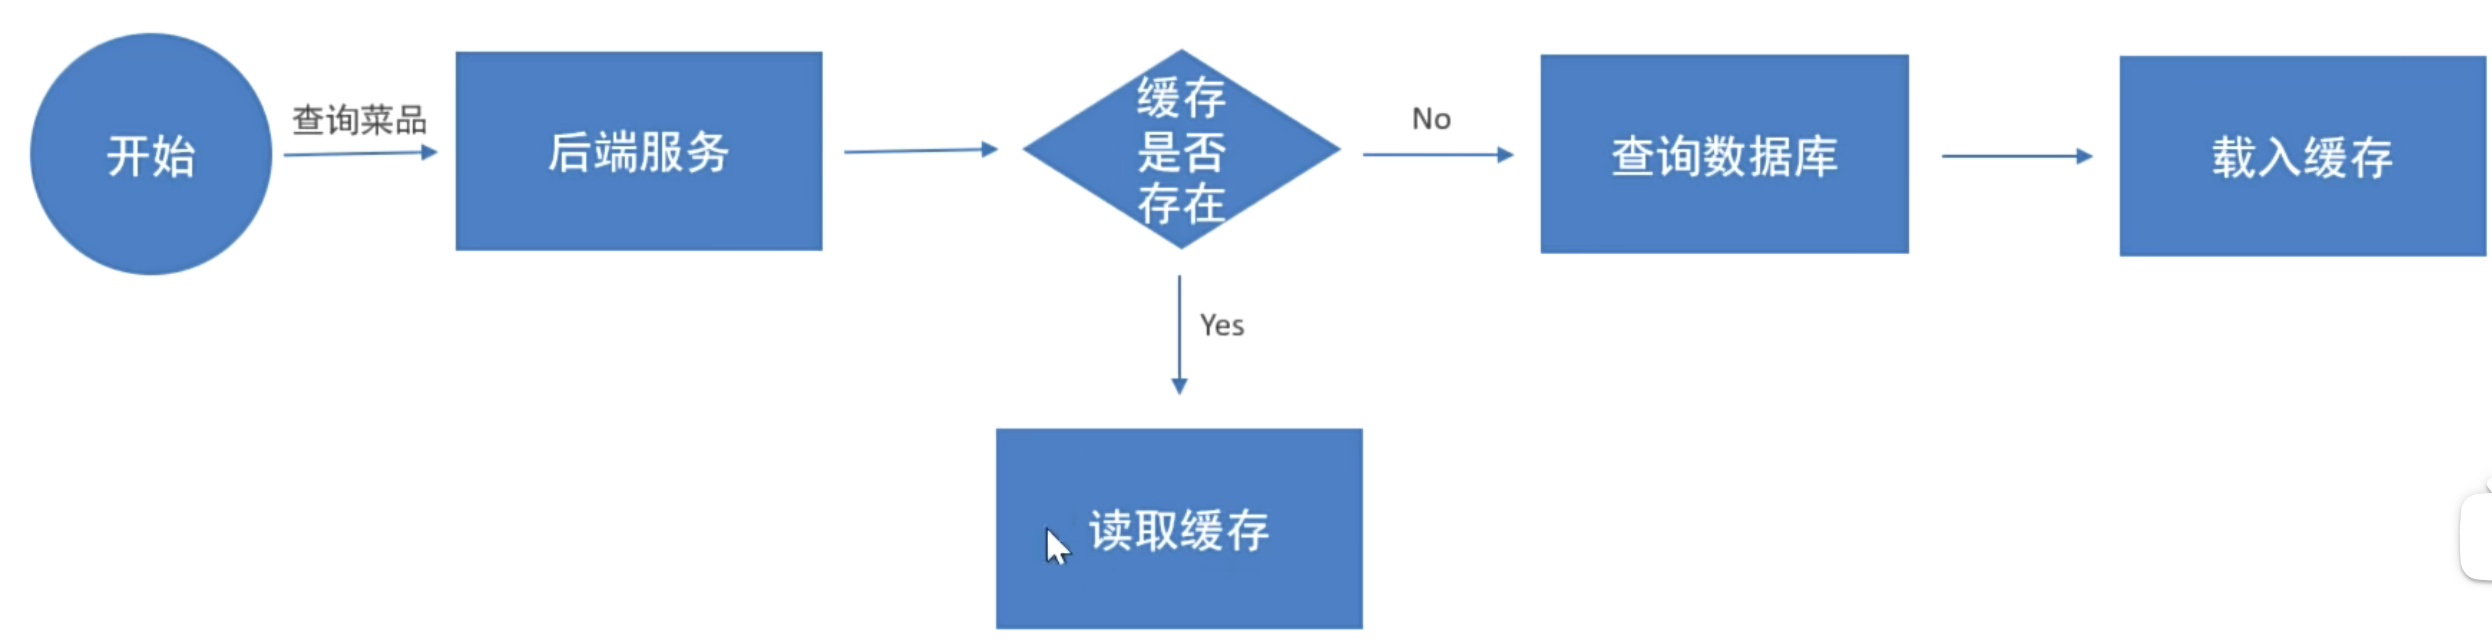 开始
查询菜品
后端服务
缓存
是否
存在
No
查询数据库
载入缓存
Yes
读取缓存